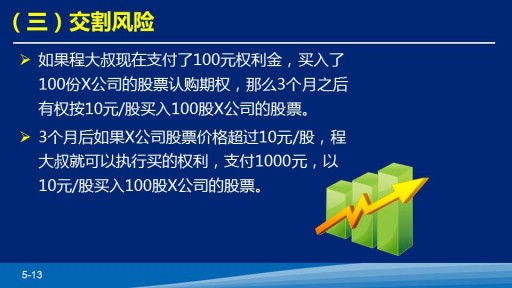 （三）交割风险
如果程大叔现在支付了100元权利金，买入了
100份X公司的股票认购期权，那么3个月之后
有权按10元/股买入100股X公司的股票。
3个月后如果X公司股票价格超过10元/股，程
大叔就可以执行买的权利，支付1000元，以
10元/股买入100股X公司的股票。
5-13